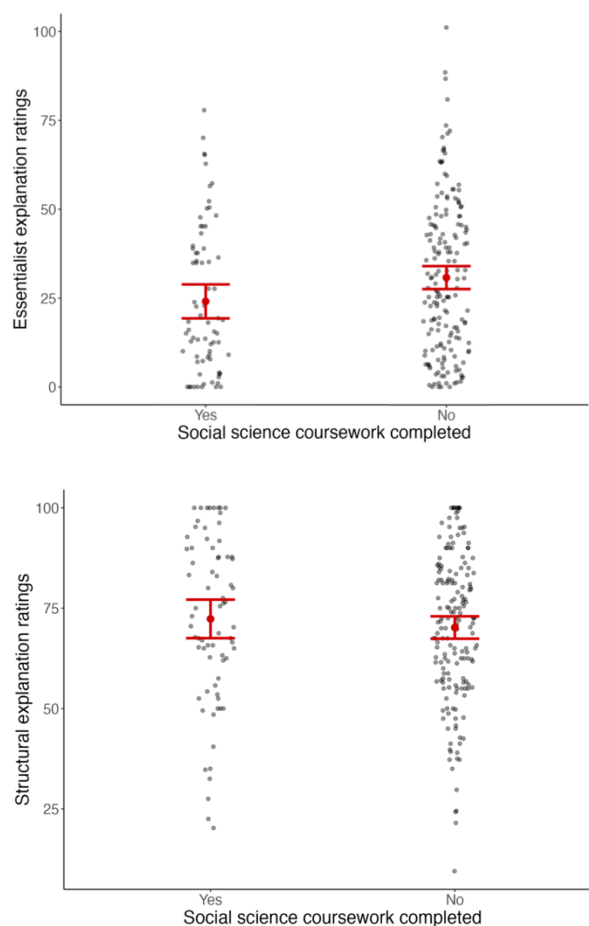 Essentialist explanation ratings
100
75
50
25
0
Yes
No
Social science coursework completed
Structural explanation ratings
100
75
50
25
Yes
No
Social science coursework completed